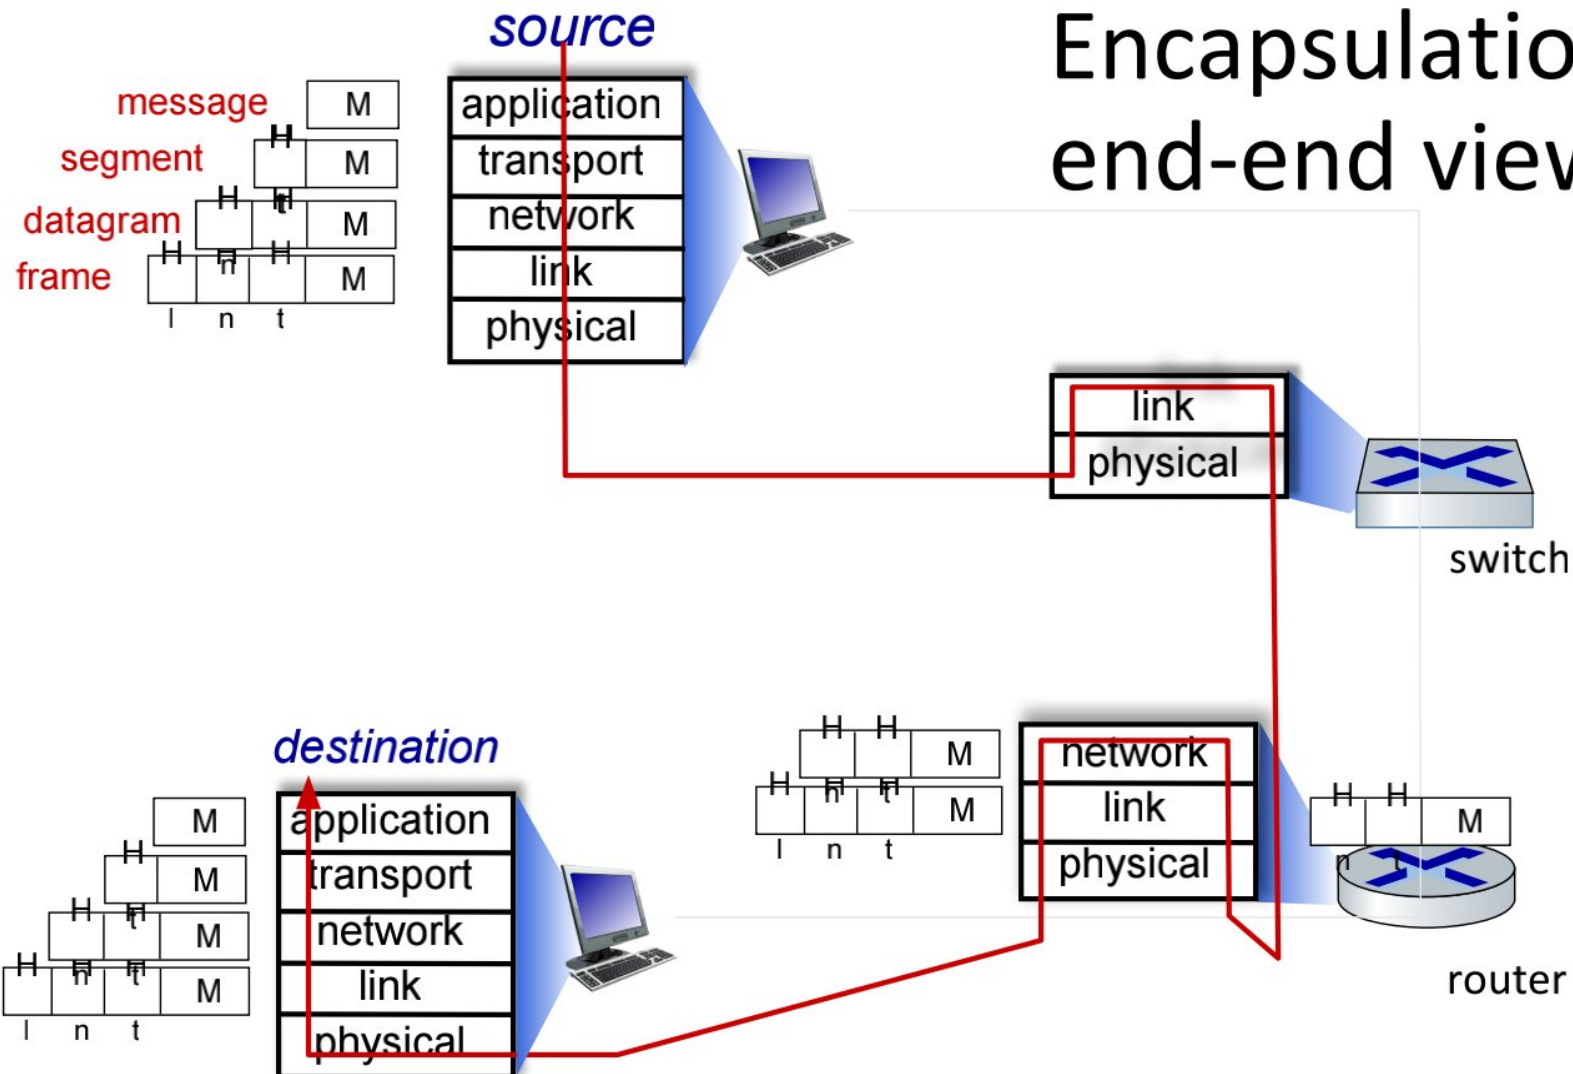 source
Encapsulatio
end-end view
message M
H
segment M
H H
t
datagram M
H H H
n
frame M
l n t
application
transport
network
link
physical
link
physical
switch
destination
M
H
M
H H
t
M
H H H
n t
M
l n t
application
transport
network
link
physical
H H
M
H H H
n t
M
l n t
network
link
physical
H H
M
n t
router